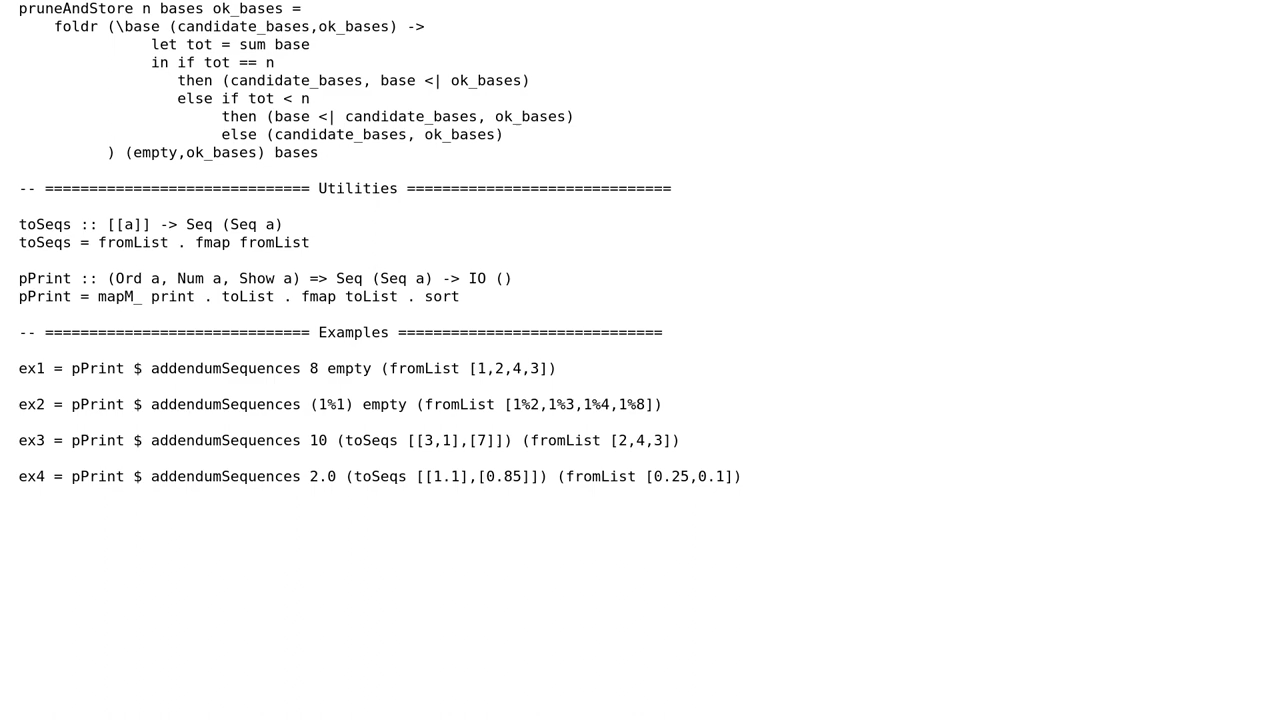 pruneAndStore n bases ok_bases =
    foldr (\base (candidate_bases,ok_bases) ->
               let tot = sum base
               in if tot == n
                  then (candidate_bases, base <| ok_bases)
                  else if tot < n
                       then (base <| candidate_bases, ok_bases)
                       else (candidate_bases, ok_bases)
          ) (empty,ok_bases) bases
-- ============================== Utilities ==============================
toSeqs :: [[a]] -> Seq (Seq a)
toSeqs = fromList . fmap fromList
pPrint :: (Ord a, Num a, Show a) => Seq (Seq a) -> IO ()
pPrint = mapM_ print . toList . fmap toList . sort
-- ============================== Examples ==============================
ex1 = pPrint $ addendumSequences 8 empty (fromList [1,2,4,3])
ex2 = pPrint $ addendumSequences (1%1) empty (fromList [1%2,1%3,1%4,1%8])
ex3 = pPrint $ addendumSequences 10 (toSeqs [[3,1],[7]]) (fromList [2,4,3])
ex4 = pPrint $ addendumSequences 2.0 (toSeqs [[1.1],[0.85]]) (fromList [0.25,0.1])